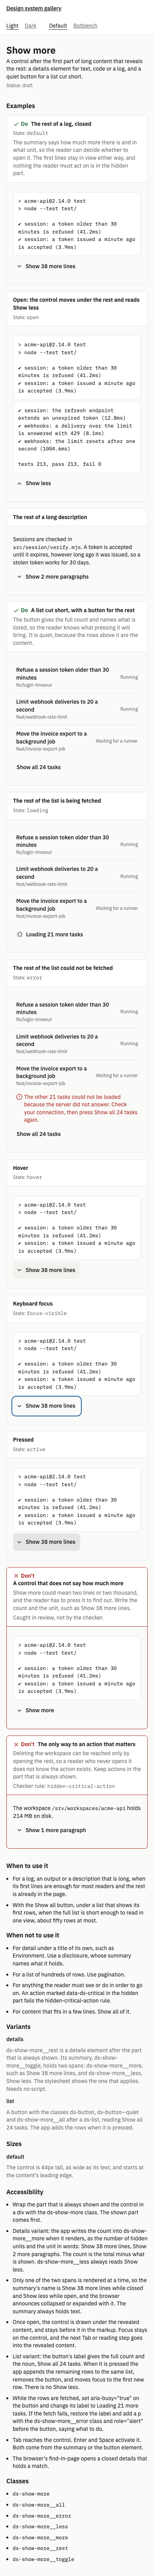 Design system gallery
Light Dark Default Botbench
Show more
A control after the first part of long content that reveals
the rest: a details element for text, code or a log, and a
quiet button for a list cut short.
Status: draft
Examples
Do The rest of a log, closed
State: default
The summary says how much more there is and in
what unit, so the reader can decide whether to
open it. The first lines stay in view either way, and
nothing the reader must act on is in the hidden
part.
> acme-api@2.14.0 test
> node --test test/
✔ session: a token older than 30
minutes is refused (41.2ms)
✔ session: a token issued a minute ago
is accepted (3.9ms)
Show 38 more lines
Open: the control moves under the rest and reads
Show less
State: open
> acme-api@2.14.0 test
> node --test test/
✔ session: a token older than 30
minutes is refused (41.2ms)
✔ session: a token issued a minute ago
is accepted (3.9ms)
✔ session: the refresh endpoint
extends an unexpired token (12.8ms)
✔ webhooks: a delivery over the limit
is answered with 429 (8.1ms)
✔ webhooks: the limit resets after one
second (1004.6ms)
tests 213, pass 213, fail 0
Show less
The rest of a long description
Sessions are checked in
src/session/verify.mjs. A token is accepted
until it expires, however long ago it was issued, so a
stolen token works for 30 days.
Show 2 more paragraphs
Do A list cut short, with a button for the rest
The button gives the full count and names what is
listed, so the reader knows what pressing it will
bring. It is quiet, because the rows above it are the
content.
Refuse a session token older than 30
minutes
fix/login-timeout
Running
Limit webhook deliveries to 20 a
second
feat/webhook-rate-limit
Running
Move the invoice export to a
background job
feat/invoice-export-job
Waiting for a runner
Show all 24 tasks
The rest of the list is being fetched
State: loading
Refuse a session token older than 30
minutes
fix/login-timeout
Running
Limit webhook deliveries to 20 a
second
feat/webhook-rate-limit
Running
Move the invoice export to a
background job
feat/invoice-export-job
Waiting for a runner
Loading 21 more tasks
The rest of the list could not be fetched
State: error
Refuse a session token older than 30
minutes
fix/login-timeout
Running
Limit webhook deliveries to 20 a
second
feat/webhook-rate-limit
Running
Move the invoice export to a
background job
feat/invoice-export-job
Waiting for a runner
The other 21 tasks could not be loaded
because the server did not answer. Check
your connection, then press Show all 24 tasks
again.
Show all 24 tasks
Hover
State: hover
> acme-api@2.14.0 test
> node --test test/
✔ session: a token older than 30
minutes is refused (41.2ms)
✔ session: a token issued a minute ago
is accepted (3.9ms)
Show 38 more lines
Keyboard focus
State: focus-visible
> acme-api@2.14.0 test
> node --test test/
✔ session: a token older than 30
minutes is refused (41.2ms)
✔ session: a token issued a minute ago
is accepted (3.9ms)
Show 38 more lines
Pressed
State: active
> acme-api@2.14.0 test
> node --test test/
✔ session: a token older than 30
minutes is refused (41.2ms)
✔ session: a token issued a minute ago
is accepted (3.9ms)
Show 38 more lines
Don't
A control that does not say how much more
Show more could mean two lines or two thousand,
and the reader has to press it to find out. Write the
count and the unit, such as Show 38 more lines.
Caught in review, not by the checker.
> acme-api@2.14.0 test
> node --test test/
✔ session: a token older than 30
minutes is refused (41.2ms)
✔ session: a token issued a minute ago
is accepted (3.9ms)
Show more
Don't The only way to an action that matters
Deleting the workspace can be reached only by
opening the rest, so a reader who never opens it
does not know the action exists. Keep actions in the
part that is always shown.
Checker rule: hidden-critical-action
The workspace /srv/workspaces/acme-api holds
214 MB on disk.
Show 1 more paragraph
When to use it
For a log, an output or a description that is long, when
its first lines are enough for most readers and the rest
is already in the page.
With the Show all button, under a list that shows its
first rows, when the full list is short enough to read in
one view, about fifty rows at most.
When not to use it
For detail under a title of its own, such as
Environment. Use a disclosure, whose summary
names what it holds.
For a list of hundreds of rows. Use pagination.
For anything the reader must see or do in order to go
on. An action marked data-ds-critical in the hidden
part fails the hidden-critical-action rule.
For content that fits in a few lines. Show all of it.
Variants
details
.ds-show-more__rest is a details element after the part
that is always shown. Its summary, .ds-show-
more__toggle, holds two spans: .ds-show-more__more,
such as Show 38 more lines, and .ds-show-more__less,
Show less. The stylesheet shows the one that applies.
Needs no script.
list
A button with the classes ds-button, ds-button--quiet
and ds-show-more__all after a ds-list, reading Show all
24 tasks. The app adds the rows when it is pressed.
Sizes
default
The control is 44px tall, as wide as its text, and starts at
the content's leading edge.
Accessibility
Wrap the part that is always shown and the control in
a div with the ds-show-more class. The shown part
comes first.
Details variant: the app writes the count into ds-show-
more__more when it renders, as the number of hidden
units and the unit in words: Show 38 more lines, Show
2 more paragraphs. The count is the total minus what
is shown. ds-show-more__less always reads Show
less.
Only one of the two spans is rendered at a time, so the
summary's name is Show 38 more lines while closed
and Show less while open, and the browser
announces collapsed or expanded with it. The
summary always holds text.
Once open, the control is drawn under the revealed
content, and stays before it in the markup. Focus stays
on the control, and the next Tab or reading step goes
into the revealed content.
List variant: the button's label gives the full count and
the noun, Show all 24 tasks. When it is pressed the
app appends the remaining rows to the same list,
removes the button, and moves focus to the first new
row. There is no Show less.
While the rows are fetched, set aria-busy="true" on
the button and change its label to Loading 21 more
tasks. If the fetch fails, restore the label and add a p
with the ds-show-more__error class and role="alert"
before the button, saying what to do.
Tab reaches the control. Enter and Space activate it.
Both come from the summary or the button element.
The browser's find-in-page opens a closed details that
holds a match.
Classes
ds-show-more
ds-show-more__all
ds-show-more__error
ds-show-more__less
ds-show-more__more
ds-show-more__rest
ds-show-more__toggle